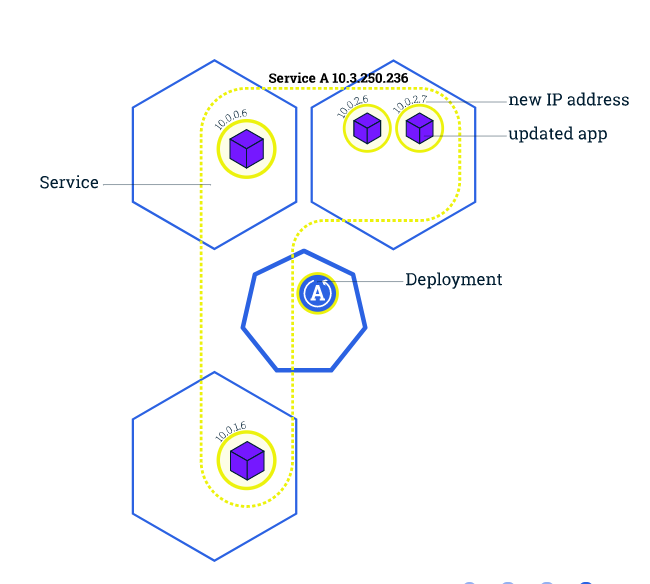 Service A 10.3.250.236
10.0.2.6
10.0.2.7
new IP address
10.0.0.6
updated app
Service
Deployment
A
10.0.1.6